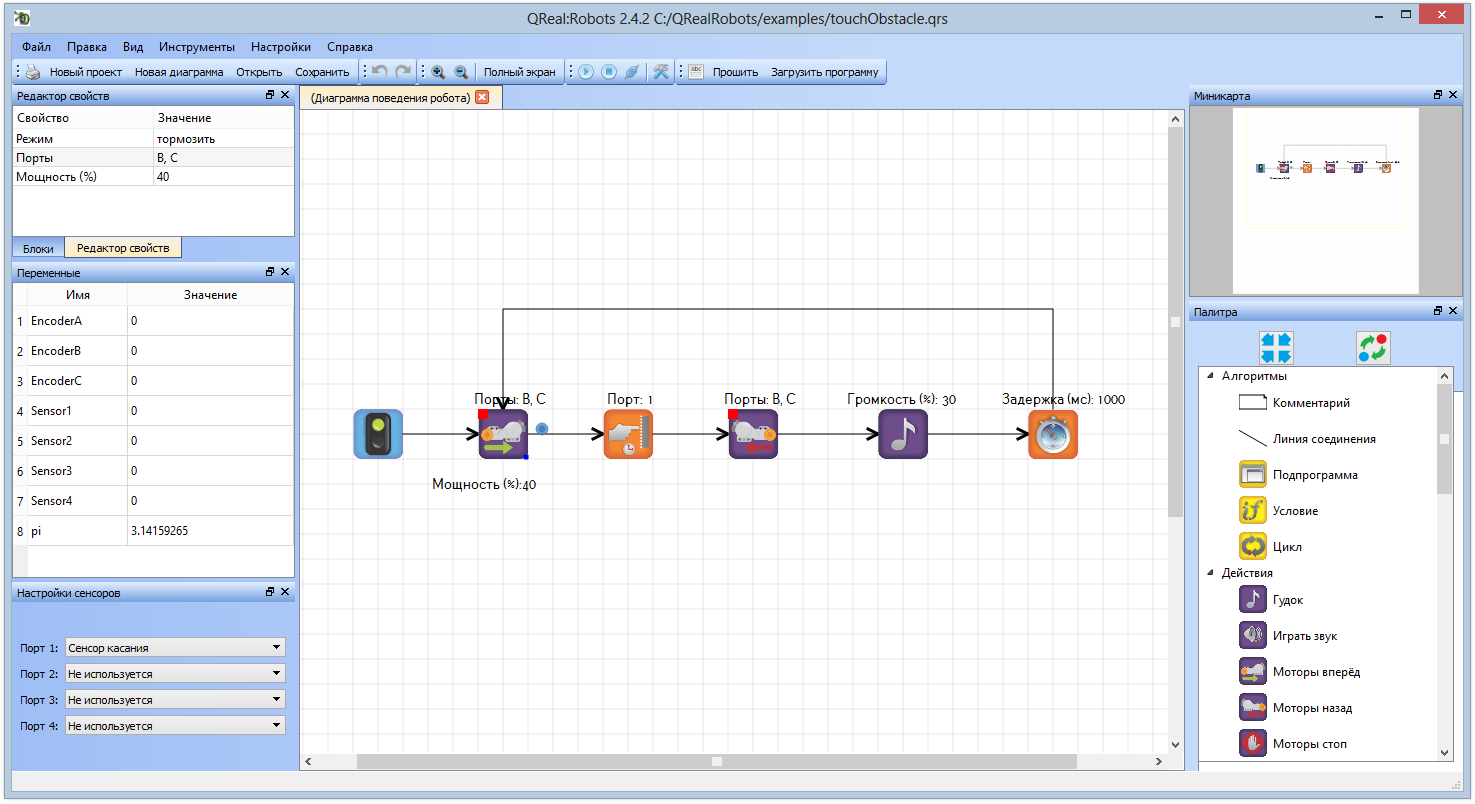 QReal:Robots 2.4.2 C:/QRealRobots/examples/touchObstacle.qrs
Файл Правка Вид Инструменты Настройки Справка
Новый проект Новая диаграмма Открыть Сохранить Полный экран abc Прошить Загрузить программу
Редактор свойств
Свойство Значение
Режим тормозить
Порты B, C
Мощность (%) 40
Блоки Редактор свойств
Переменные
Имя Значение
1 EncoderA 0
2 EncoderB 0
3 EncoderC 0
4 Sensor1 0
5 Sensor2 0
6 Sensor3 0
7 Sensor4 0
8 pi 3.14159265
Настройки сенсоров
Порт 1: Сенсор касания
Порт 2: Не используется
Порт 3: Не используется
Порт 4: Не используется
(Диаграмма поведения робота)
Порты: B, C Порт: 1 Порты: B, C Громкость (%): 30 Задержка (мс): 1000
Мощность (%):40
Миникарта
Палитра
Алгоритмы
Комментарий
Линия соединения
Подпрограмма
if Условие
Цикл
Действия
Гудок
Играть звук
Моторы вперёд
Моторы назад
Моторы стоп